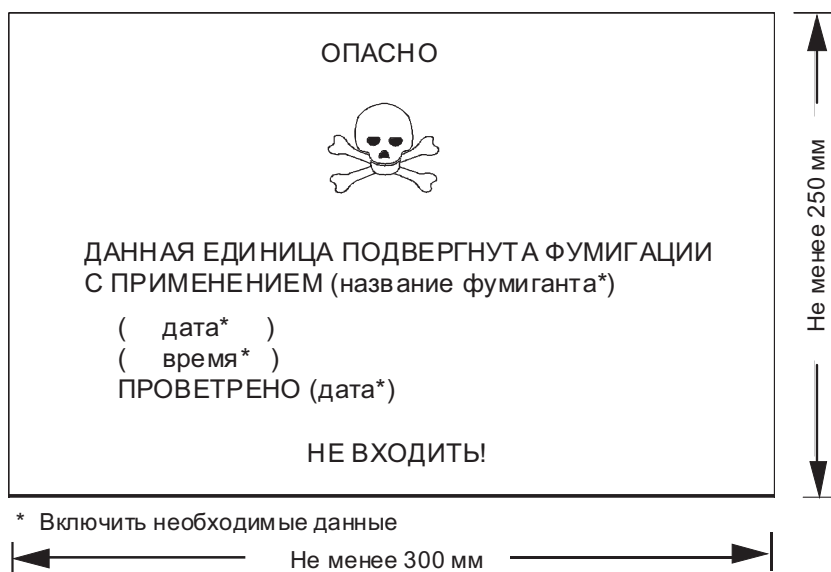 ОПАСНО
ДАННАЯ ЕДИНИЦА ПОДВЕРГНУТА ФУМИГАЦИИ
С ПРИМЕНЕНИЕМ (название фумиганта*)
( дата* )
( время* )
ПРОВЕТРЕНО (дата*)
НЕ ВХОДИТЬ!
Не менее 250 мм
* Включить необходимые данные
Не менее 300 мм